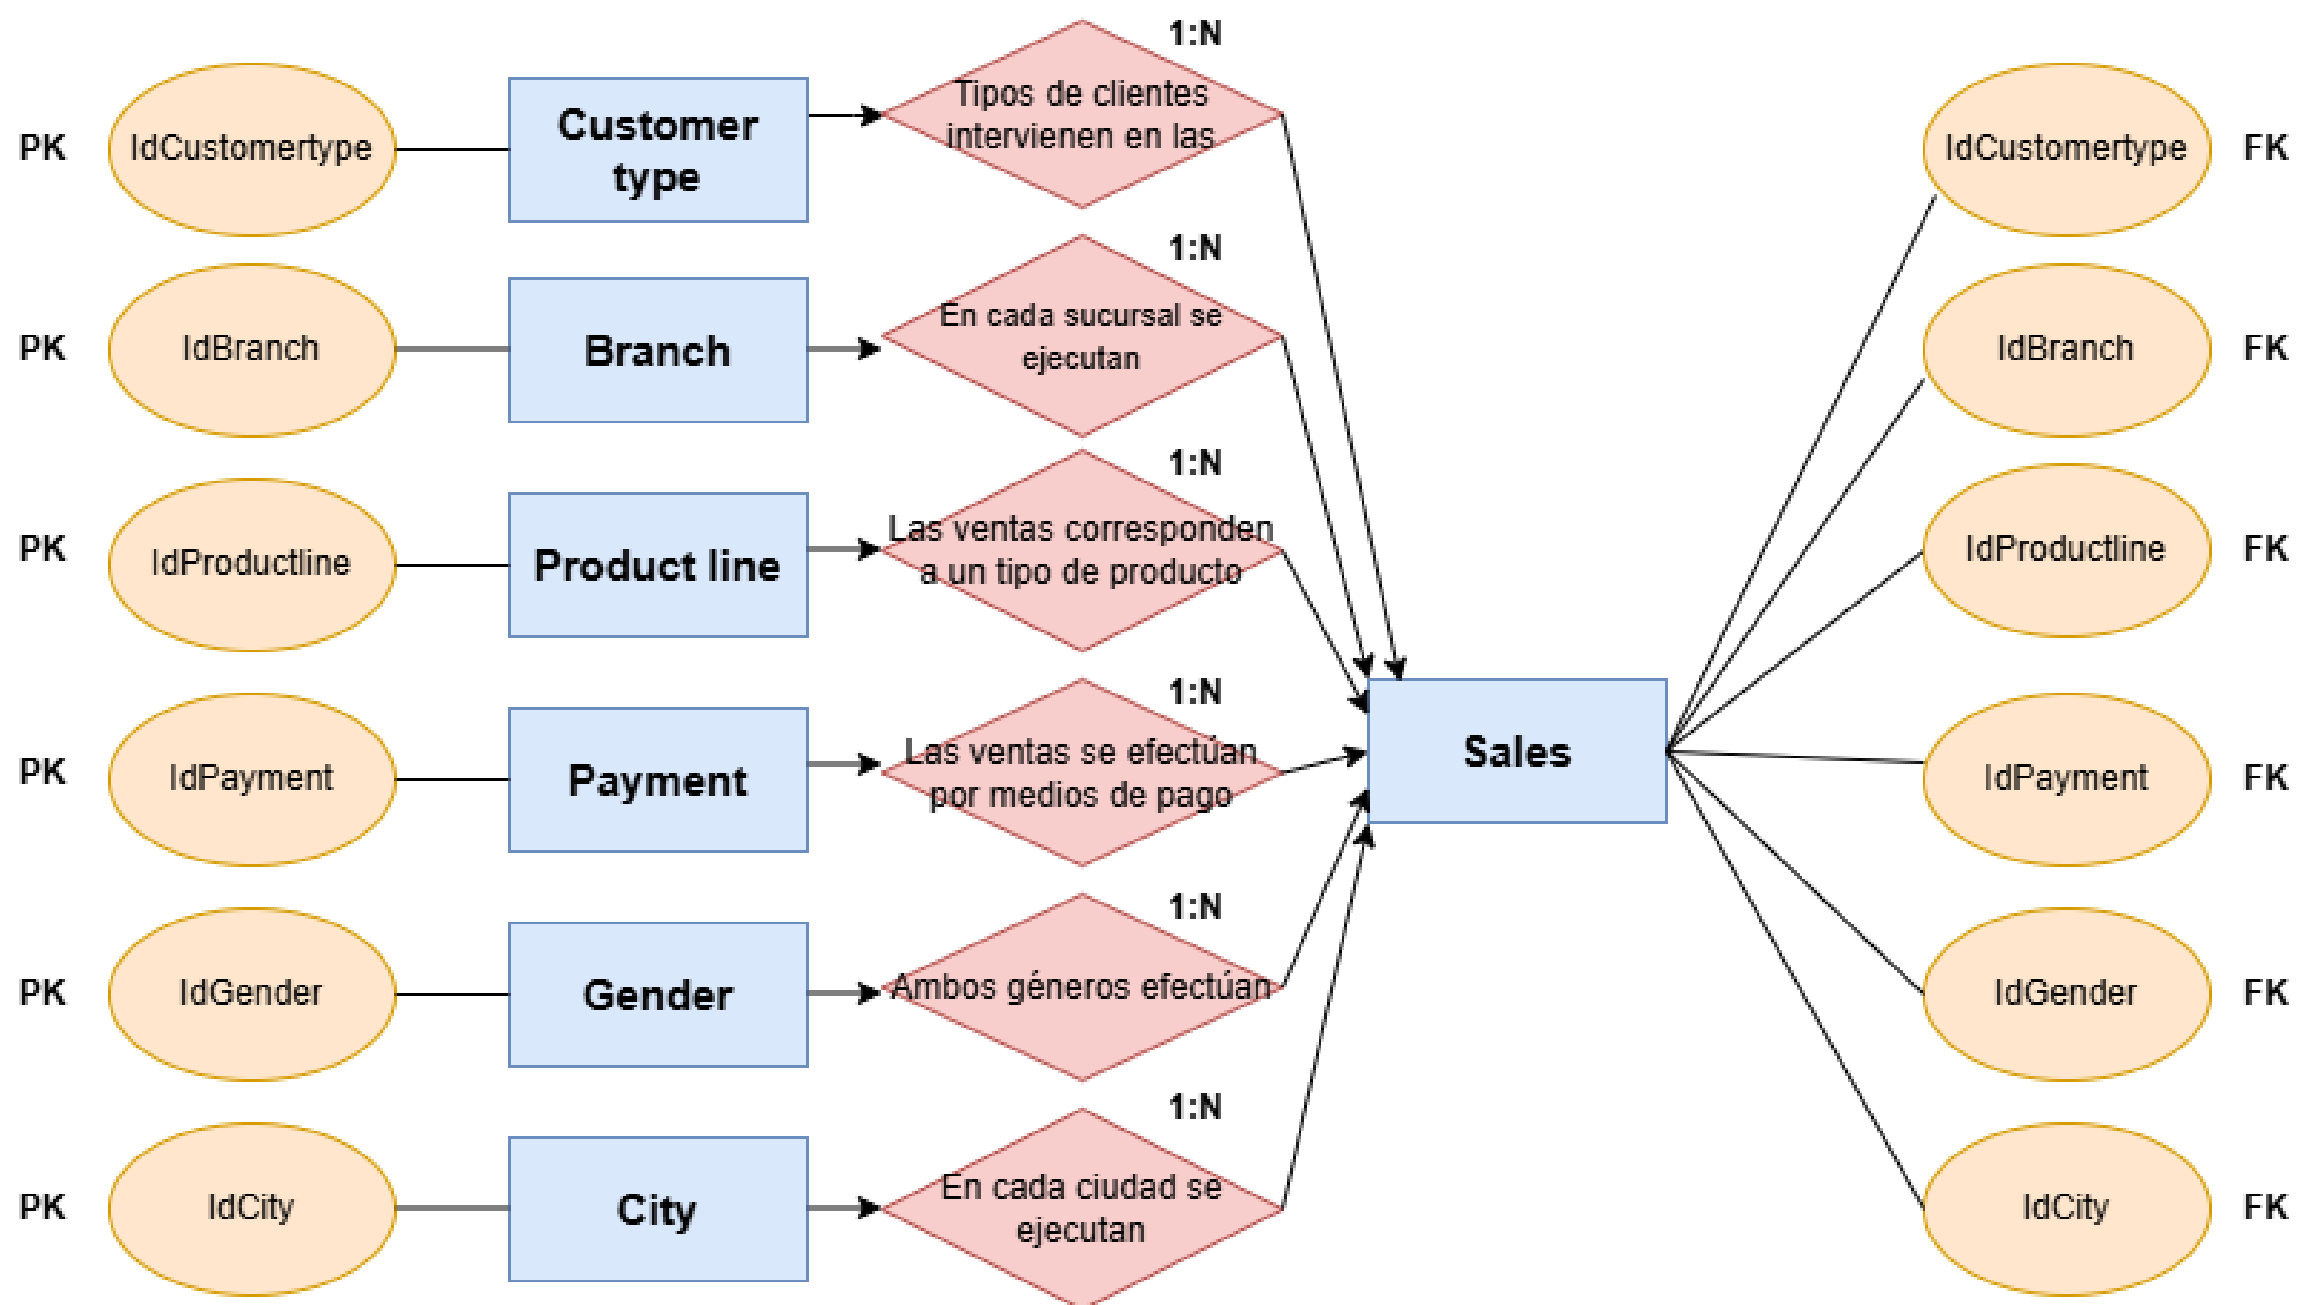 1:N
PK
IdCustomertype
Customer
type
Tipos de clientes
intervienen en las
IdCustomertype
FK
1:N
PK
IdBranch
Branch
En cada sucursal se
ejecutan
IdBranch
FK
1:N
PK
IdProductline
Product line
Las ventas corresponden
a un tipo de producto
IdProductline
FK
1:N
PK
IdPayment
Payment
Las ventas se efectúan
por medios de pago
Sales
IdPayment
FK
1:N
PK
IdGender
Gender
Ambos géneros efectúan
IdGender
FK
1:N
PK
IdCity
City
En cada ciudad se
ejecutan
IdCity
FK